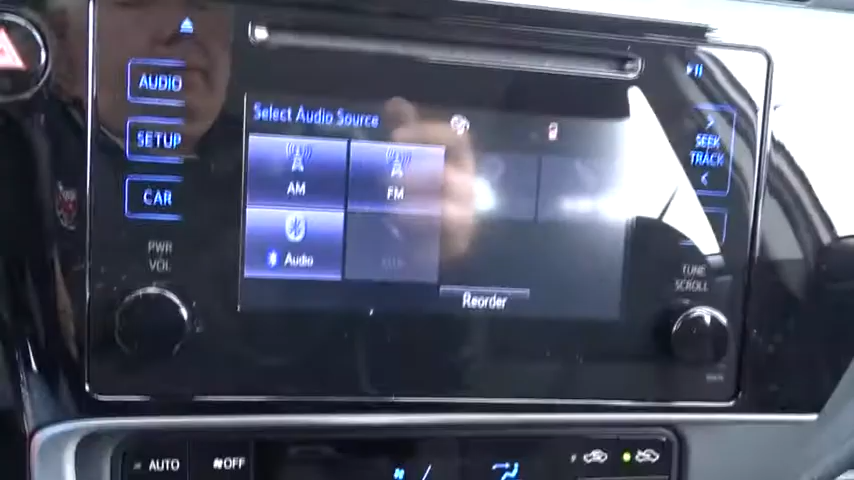 AUDIO
SETUP
CAR
PWR
VOL
Select Audio Source
AM
FM
Audio
Reorder
SEEK
TRACK
TUNE
SCROLL
AUTO
OFF